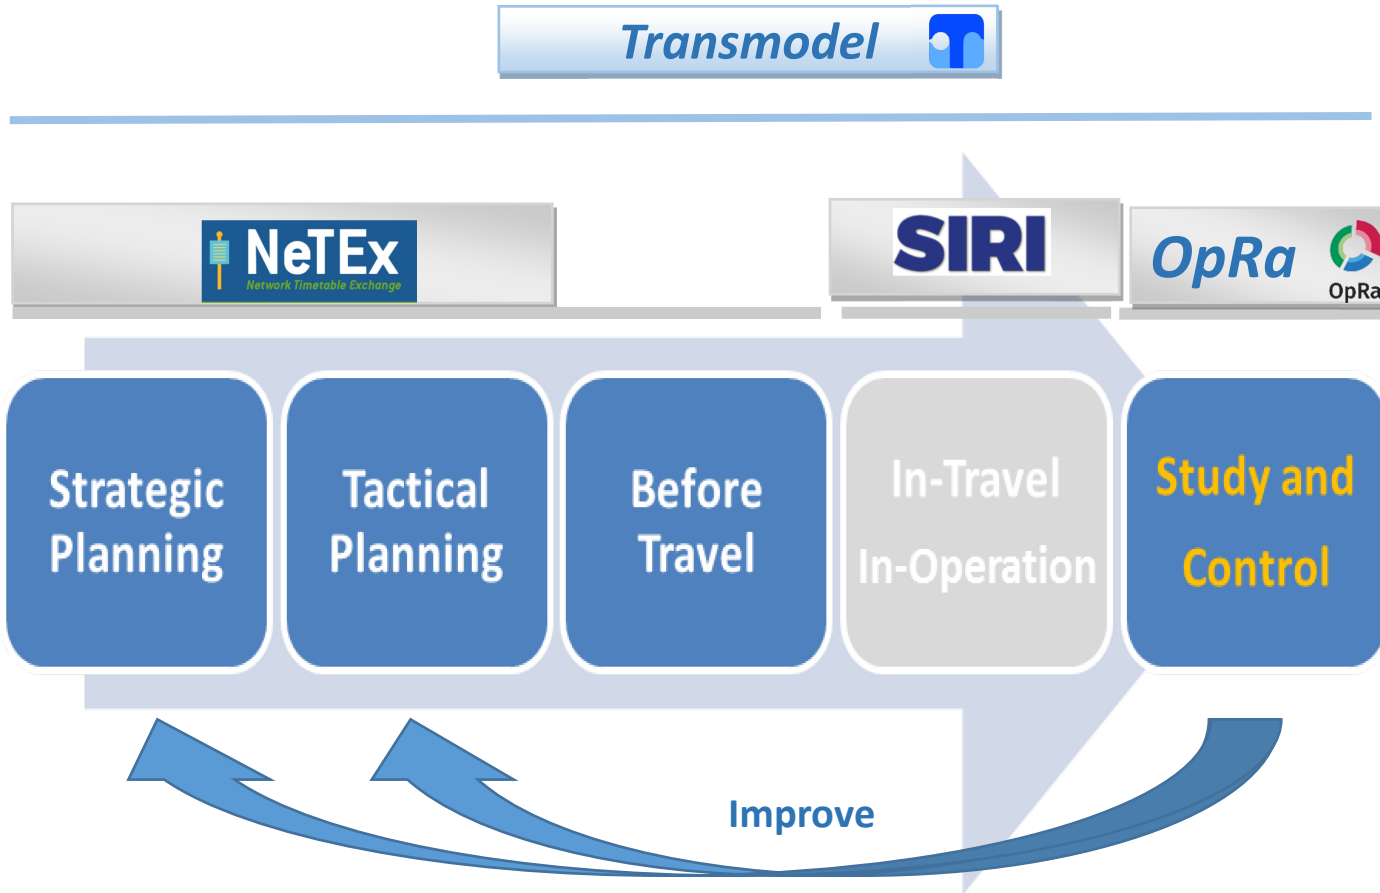 Transmodel
NeTEx
Network Timetable Exchange
SIRI
OpRa
OpRa
Strategic
Planning
Tactical
Planning
Before
Travel
In-Travel
In-Operation
Study and
Control
Improve